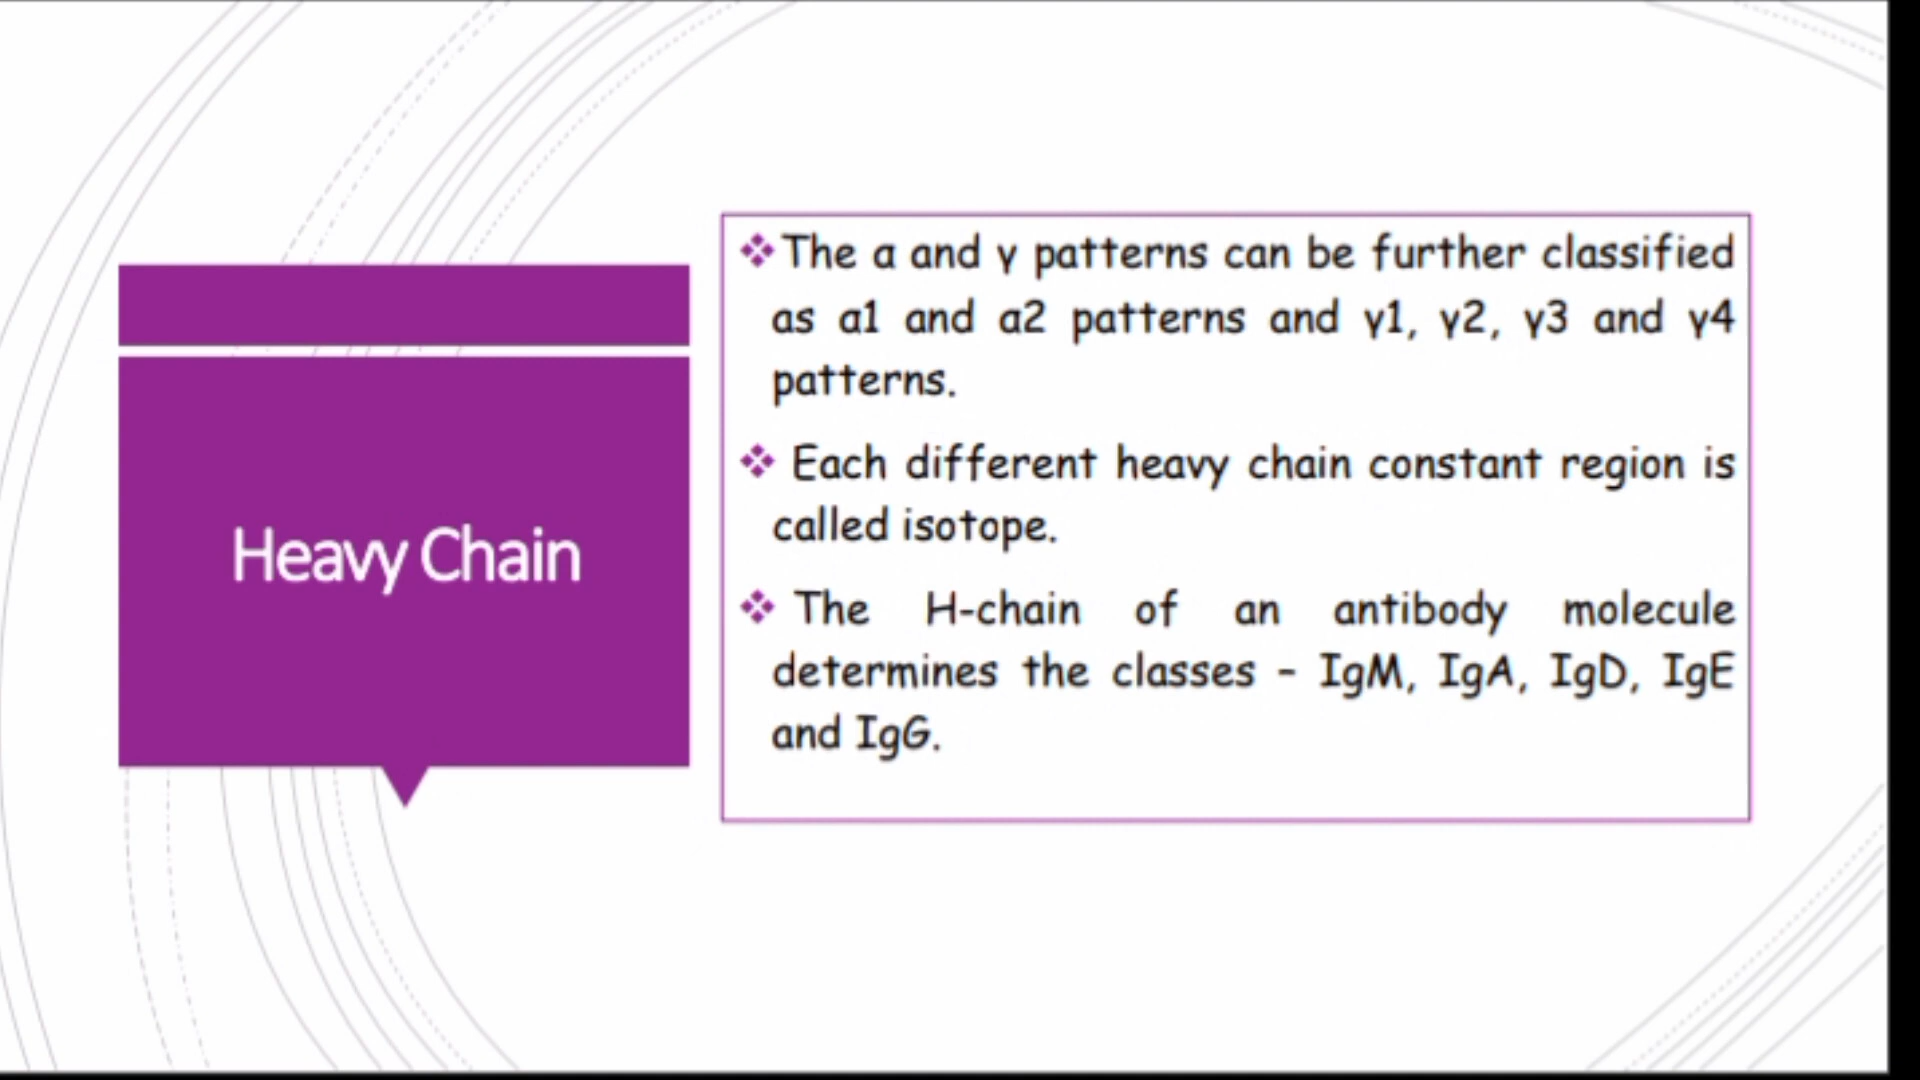 Heavy Chain
❖The α and γ patterns can be further classified
as α1 and α2 patterns and γ1, γ2, γ3 and γ4
patterns.
❖ Each different heavy chain constant region is
called isotope.
❖ The H-chain of an antibody molecule
determines the classes – IgM, IgA, IgD, IgE
and IgG.